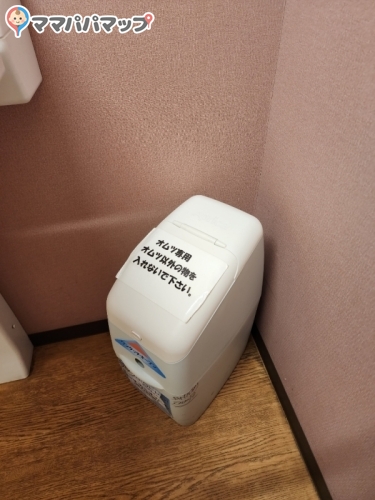 ママパパマップ
オムツ専用
オムツ以外の物を
入れないで下さい。